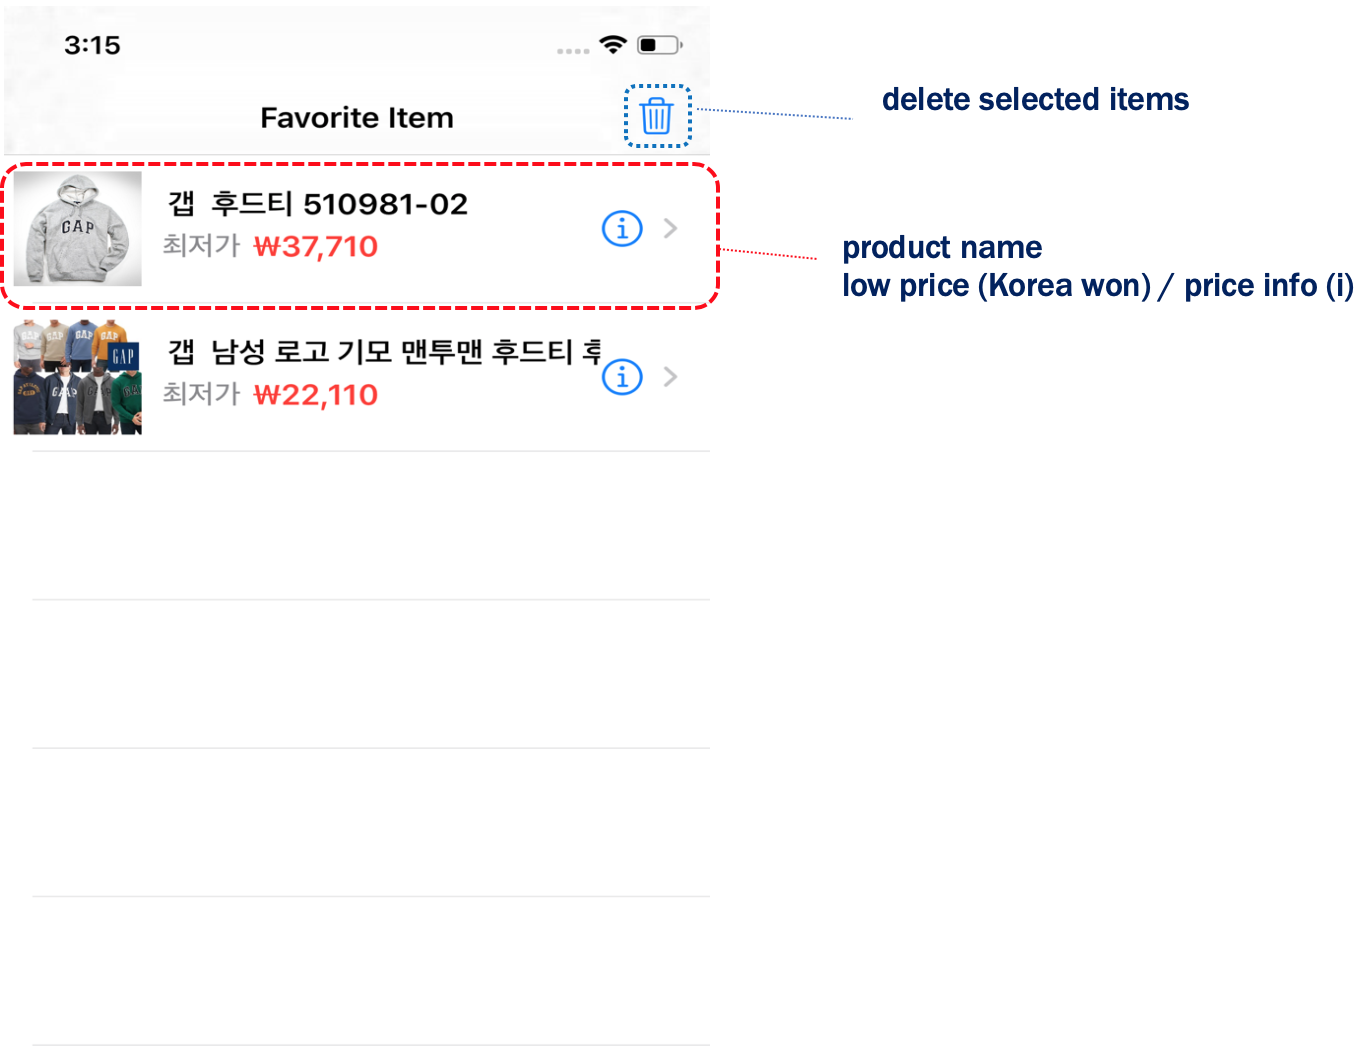 3:15
Favorite Item
delete selected items
GAP
갭 후드티 510981-02
최저가 ₩37,710
product name
low price (Korea won) / price info (i)
갭 남성 로고 기모 맨투맨 후드티
최저가 ₩22,110
GAP
GAP
GAP
GAP
GAP